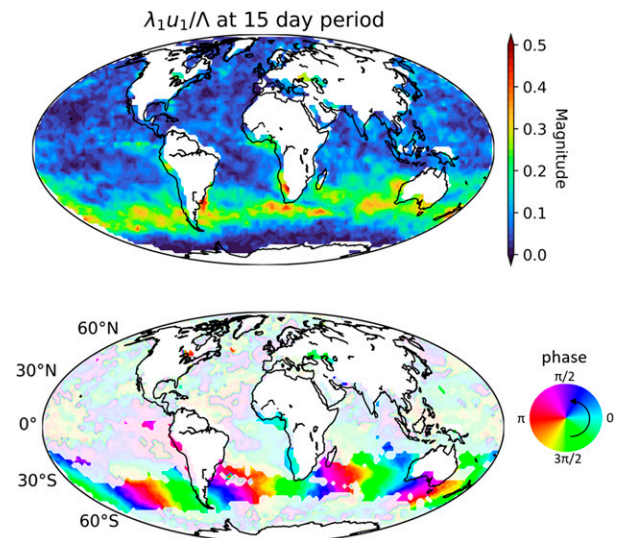 λ₁u₁/Λ at 15 day period
0.5
0.4
0.3
0.2
0.1
0.0
Magnitude
60°N
30°N
0°
30°S
60°S
phase
π/2
π
0
3π/2